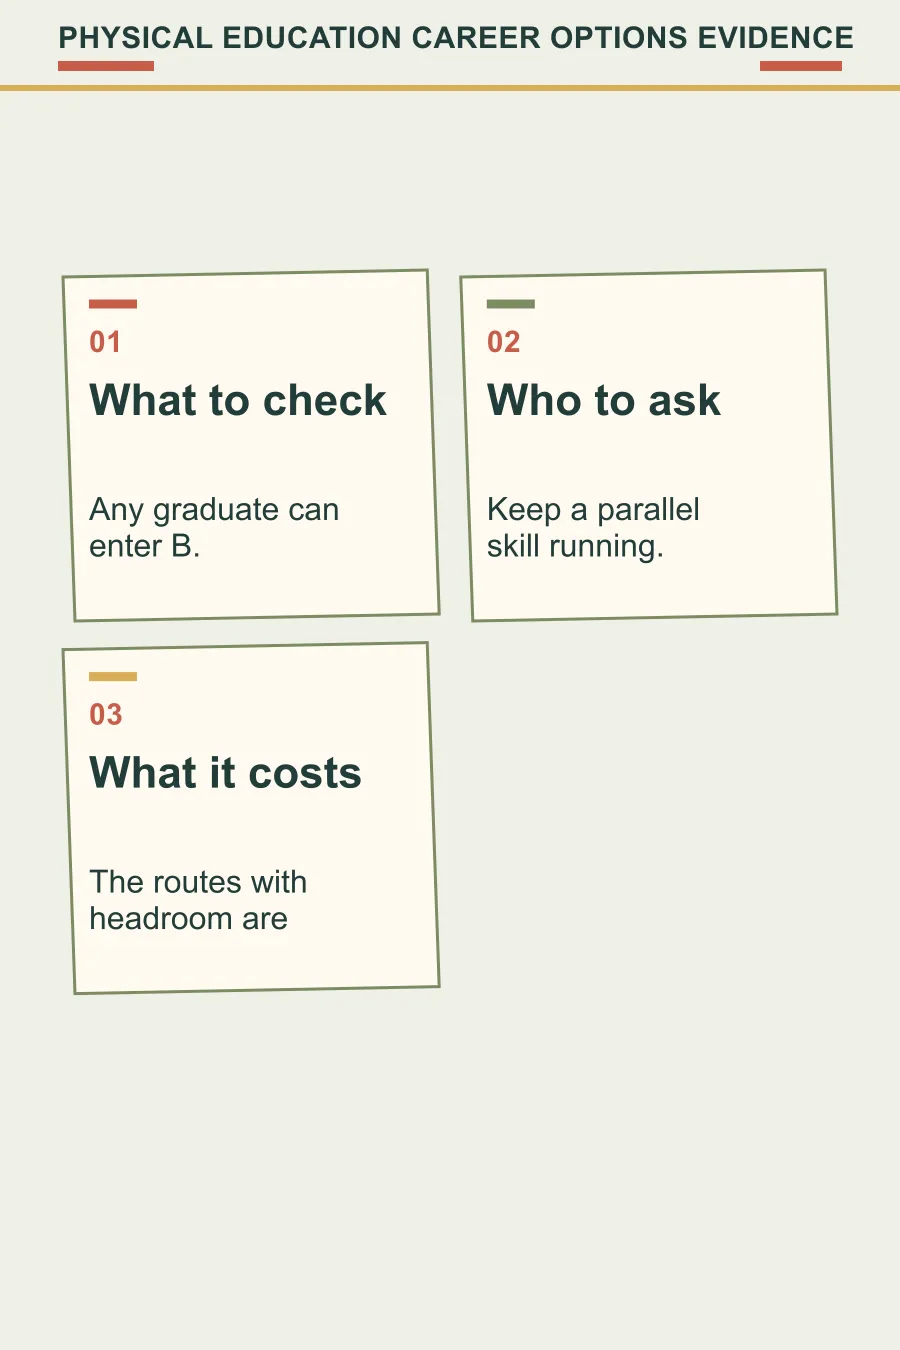 PHYSICAL EDUCATION CAREER OPTIONS EVIDENCE
01
What to check
Any graduate can
enter B.
02
Who to ask
Keep a parallel
skill running.
03
What it costs
The routes with
headroom are